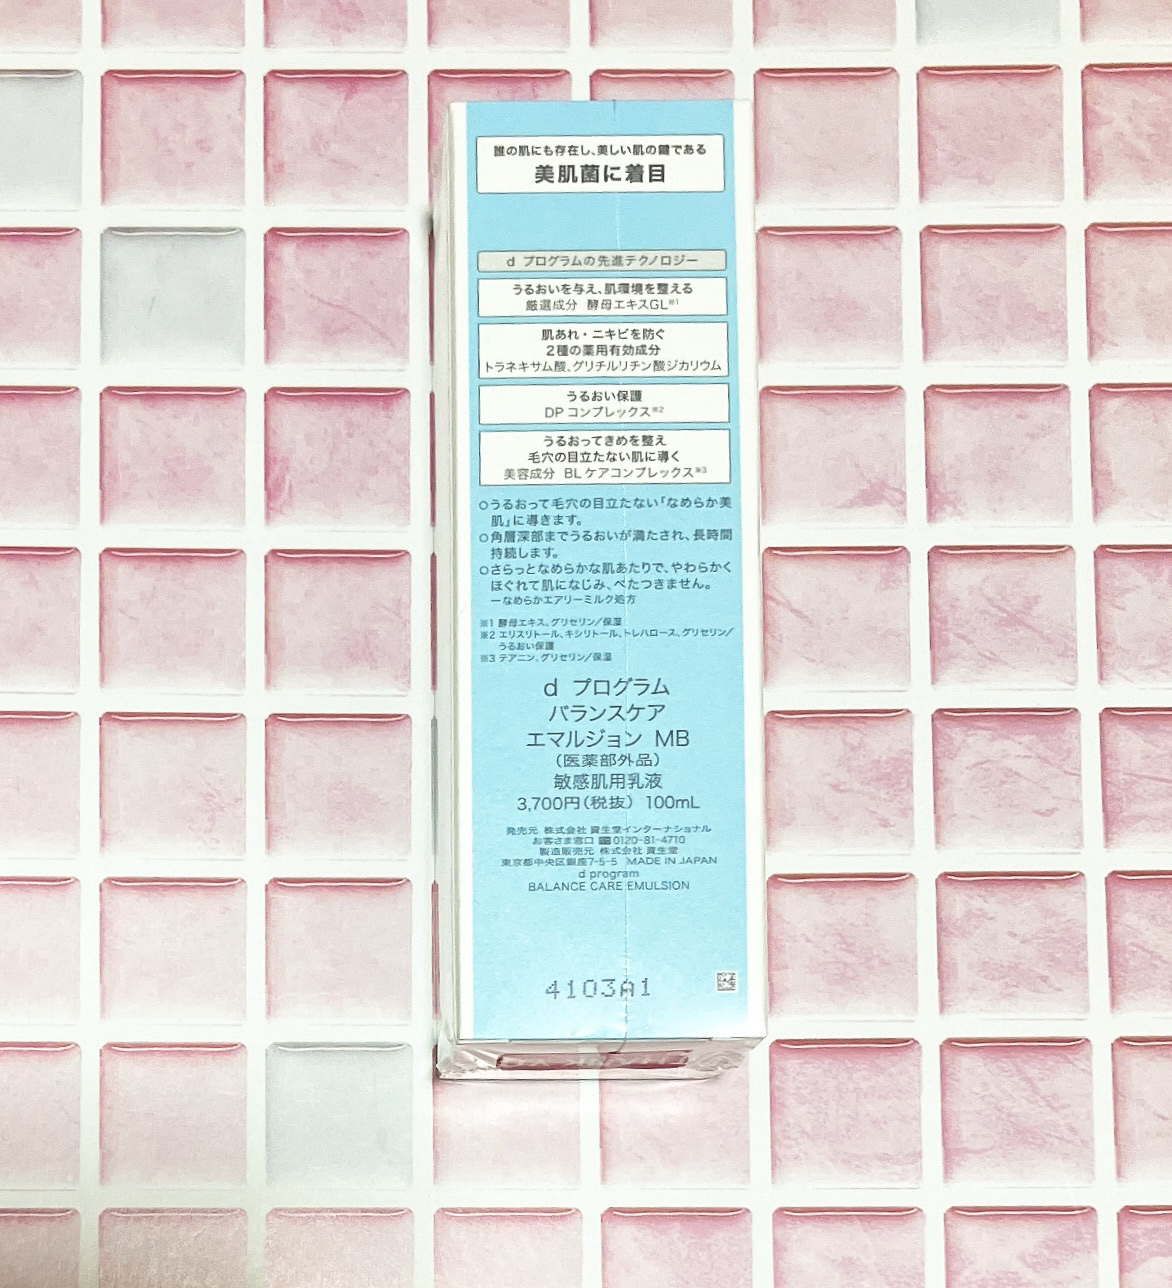 誰の肌にも存在し、美しい肌の鍵である
美肌菌に着目
d プログラムの先進テクノロジー
うるおいを与え、肌環境を整える
厳選成分 酵母エキスGL※1
肌あれ・ニキビを防ぐ
2種の薬用有効成分
トラネキサム酸、グリチルリチン酸ジカリウム
うるおい保護
DP コンプレックス※2
うるおってきめを整え
毛穴の目立たない肌に導く
美容成分 BLケアコンプレックス※3
○うるおって毛穴の目立たない「なめらか美
肌」に導きます。
○角層深部までうるおいが満たされ、長時間
持続します。
○さらっとなめらかな肌あたりで、やわらかく
ほぐれて肌になじみ、べたつきません。
ーなめらかエアリーミルク処方
※1 酵母エキス、グリセリン/保湿
※2 エリスリトール、キシリトール、トレハロース、グリセリン/
うるおい保護
※3 テアニン、グリセリン/保湿
d プログラム
バランスケア
エマルジョン MB
(医薬部外品)
敏感肌用乳液
3,700円(税抜) 100mL
発売元 株式会社 資生堂インターナショナル
お客さま窓口 0120-81-4710
製造販売元 株式会社 資生堂
東京都中央区銀座7-5-5 MADE IN JAPAN
d program
BALANCE CARE EMULSION
4103A1